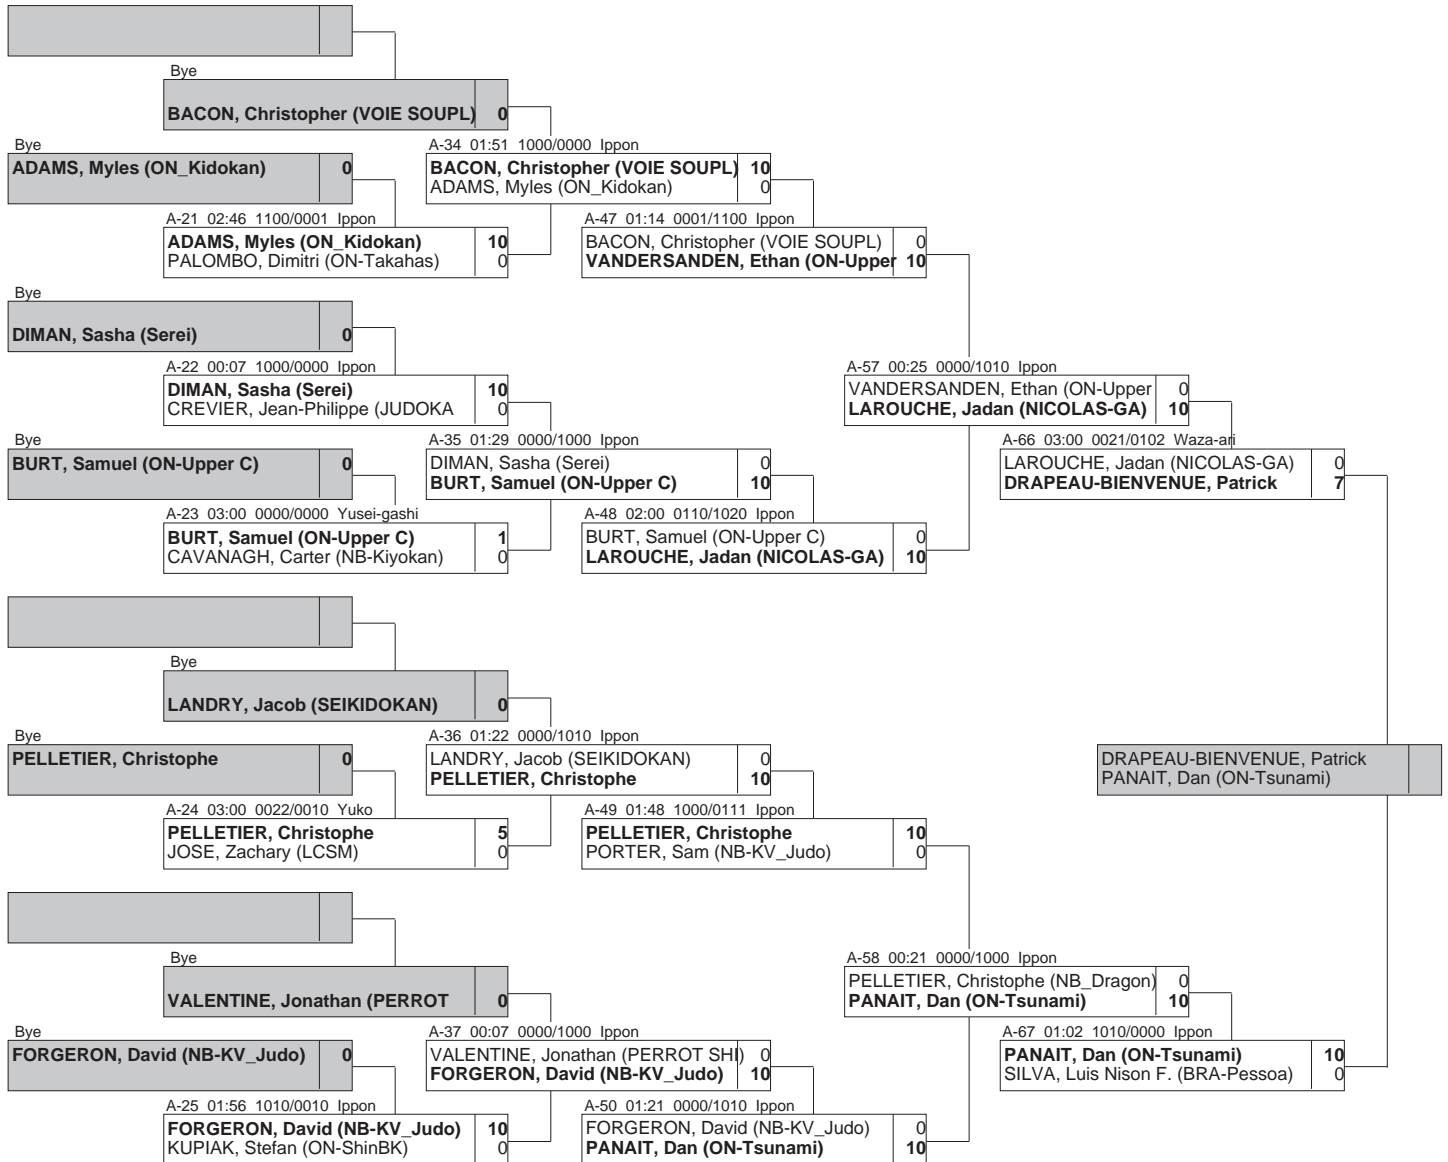 Bye
BACON, Christopher (VOIE SOUPL) 0
Bye
ADAMS, Myles (ON_Kidokan) 0
A-34 01:51 1000/0000 Ippon
BACON, Christopher (VOIE SOUPL) 10
ADAMS, Myles (ON_Kidokan) 0
A-21 02:46 1100/0001 Ippon
ADAMS, Myles (ON_Kidokan) 10
PALOMBO, Dimitri (ON-Takahas) 0
A-47 01:14 0001/1100 Ippon
BACON, Christopher (VOIE SOUPL) 0
VANDERSANDEN, Ethan (ON-Upper 10
Bye
DIMAN, Sasha (Serei) 0
A-22 00:07 1000/0000 Ippon
DIMAN, Sasha (Serei) 10
CREVIER, Jean-Philippe (JUDOKA 0
A-57 00:25 0000/1010 Ippon
VANDERSANDEN, Ethan (ON-Upper 0
LAROUCHE, Jadan (NICOLAS-GA) 10
Bye
BURT, Samuel (ON-Upper C) 0
A-35 01:29 0000/1000 Ippon
DIMAN, Sasha (Serei) 0
BURT, Samuel (ON-Upper C) 10
A-66 03:00 0021/0102 Waza-ari
LAROUCHE, Jadan (NICOLAS-GA) 0
DRAPEAU-BIENVENUE, Patrick 7
A-23 03:00 0000/0000 Yusei-gashi
BURT, Samuel (ON-Upper C) 1
CAVANAGH, Carter (NB-Kiyokan) 0
A-48 02:00 0110/1020 Ippon
BURT, Samuel (ON-Upper C) 0
LAROUCHE, Jadan (NICOLAS-GA) 10
Bye
LANDRY, Jacob (SEIKIDOKAN) 0
Bye
PELLETIER, Christophe 0
A-36 01:22 0000/1010 Ippon
LANDRY, Jacob (SEIKIDOKAN) 0
PELLETIER, Christophe 10
DRAPEAU-BIENVENUE, Patrick
PANAIT, Dan (ON-Tsunami)
A-24 03:00 0022/0010 Yuko
PELLETIER, Christophe 5
JOSE, Zachary (LCSM) 0
A-49 01:48 1000/0111 Ippon
PELLETIER, Christophe 10
PORTER, Sam (NB-KV_Judo) 0
Bye
VALENTINE, Jonathan (PERROT 0
A-58 00:21 0000/1000 Ippon
PELLETIER, Christophe (NB_Dragon) 0
PANAIT, Dan (ON-Tsunami) 10
Bye
FORGERON, David (NB-KV_Judo) 0
A-37 00:07 0000/1000 Ippon
VALENTINE, Jonathan (PERROT SHI) 0
FORGERON, David (NB-KV_Judo) 10
A-67 01:02 1010/0000 Ippon
PANAIT, Dan (ON-Tsunami) 10
SILVA, Luis Nison F. (BRA-Pessoa) 0
A-25 01:56 1010/0010 Ippon
FORGERON, David (NB-KV_Judo) 10
KUPIAK, Stefan (ON-ShinBK) 0
A-50 01:21 0000/1010 Ippon
FORGERON, David (NB-KV_Judo) 0
PANAIT, Dan (ON-Tsunami) 10